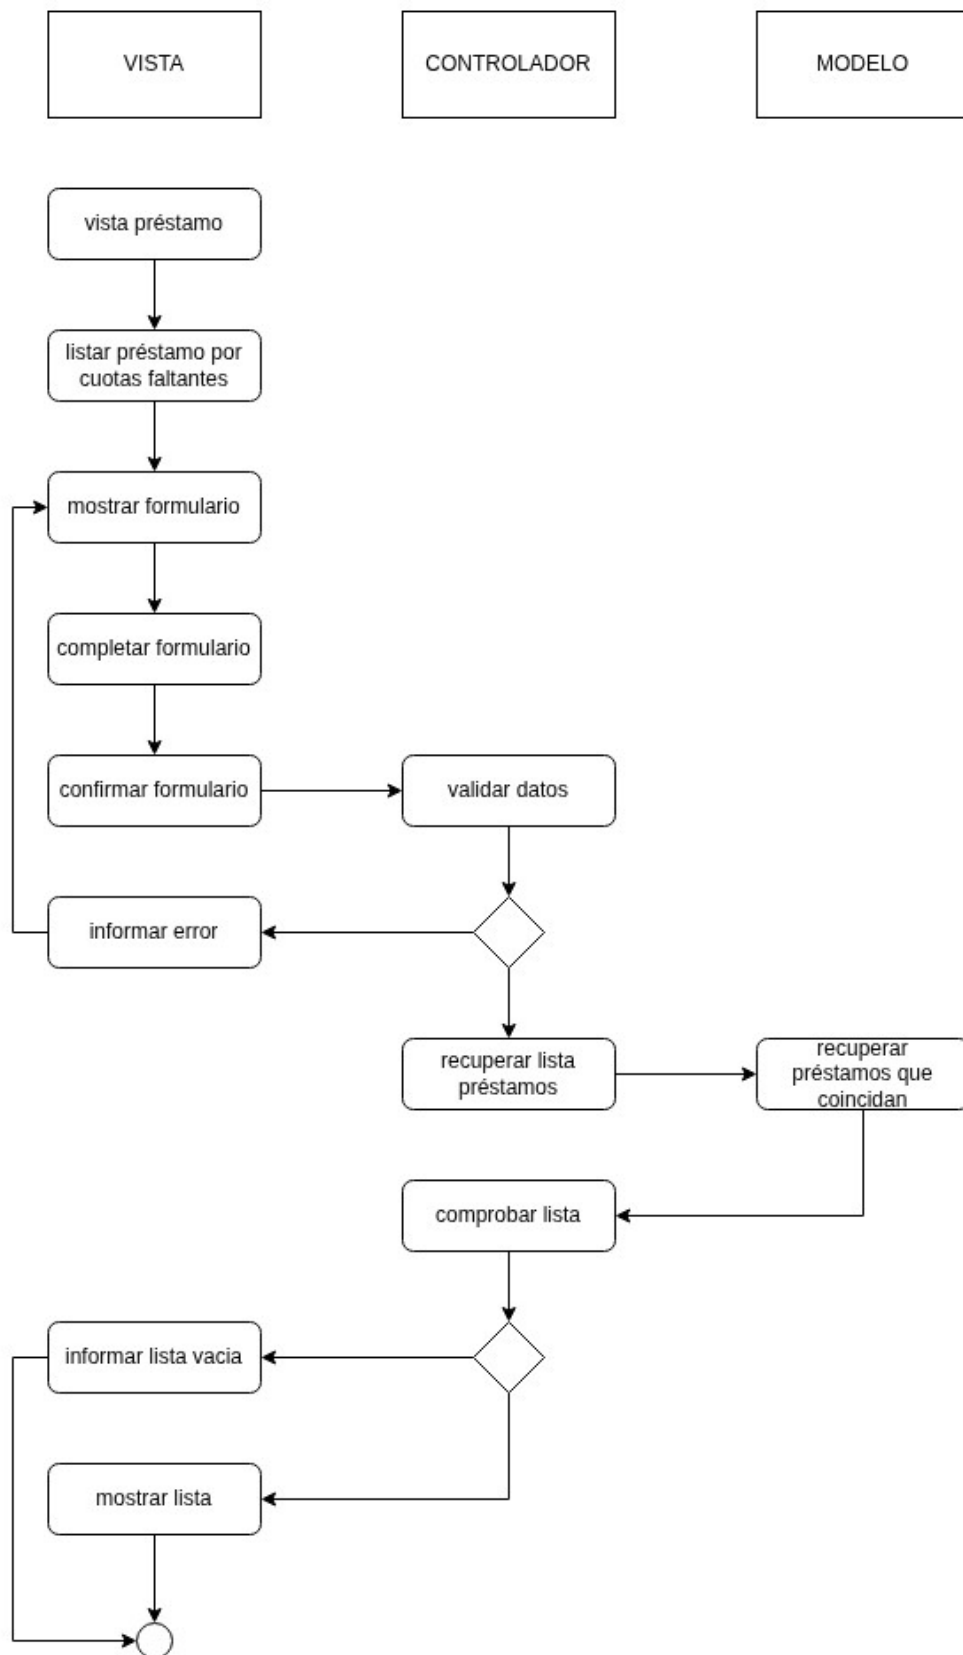 VISTA
CONTROLADOR
MODELO
vista préstamo
listar préstamo por
cuotas faltantes
mostrar formulario
completar formulario
confirmar formulario
validar datos
informar error
recuperar lista
préstamos
recuperar
préstamos que
coincidan
comprobar lista
informar lista vacia
mostrar lista